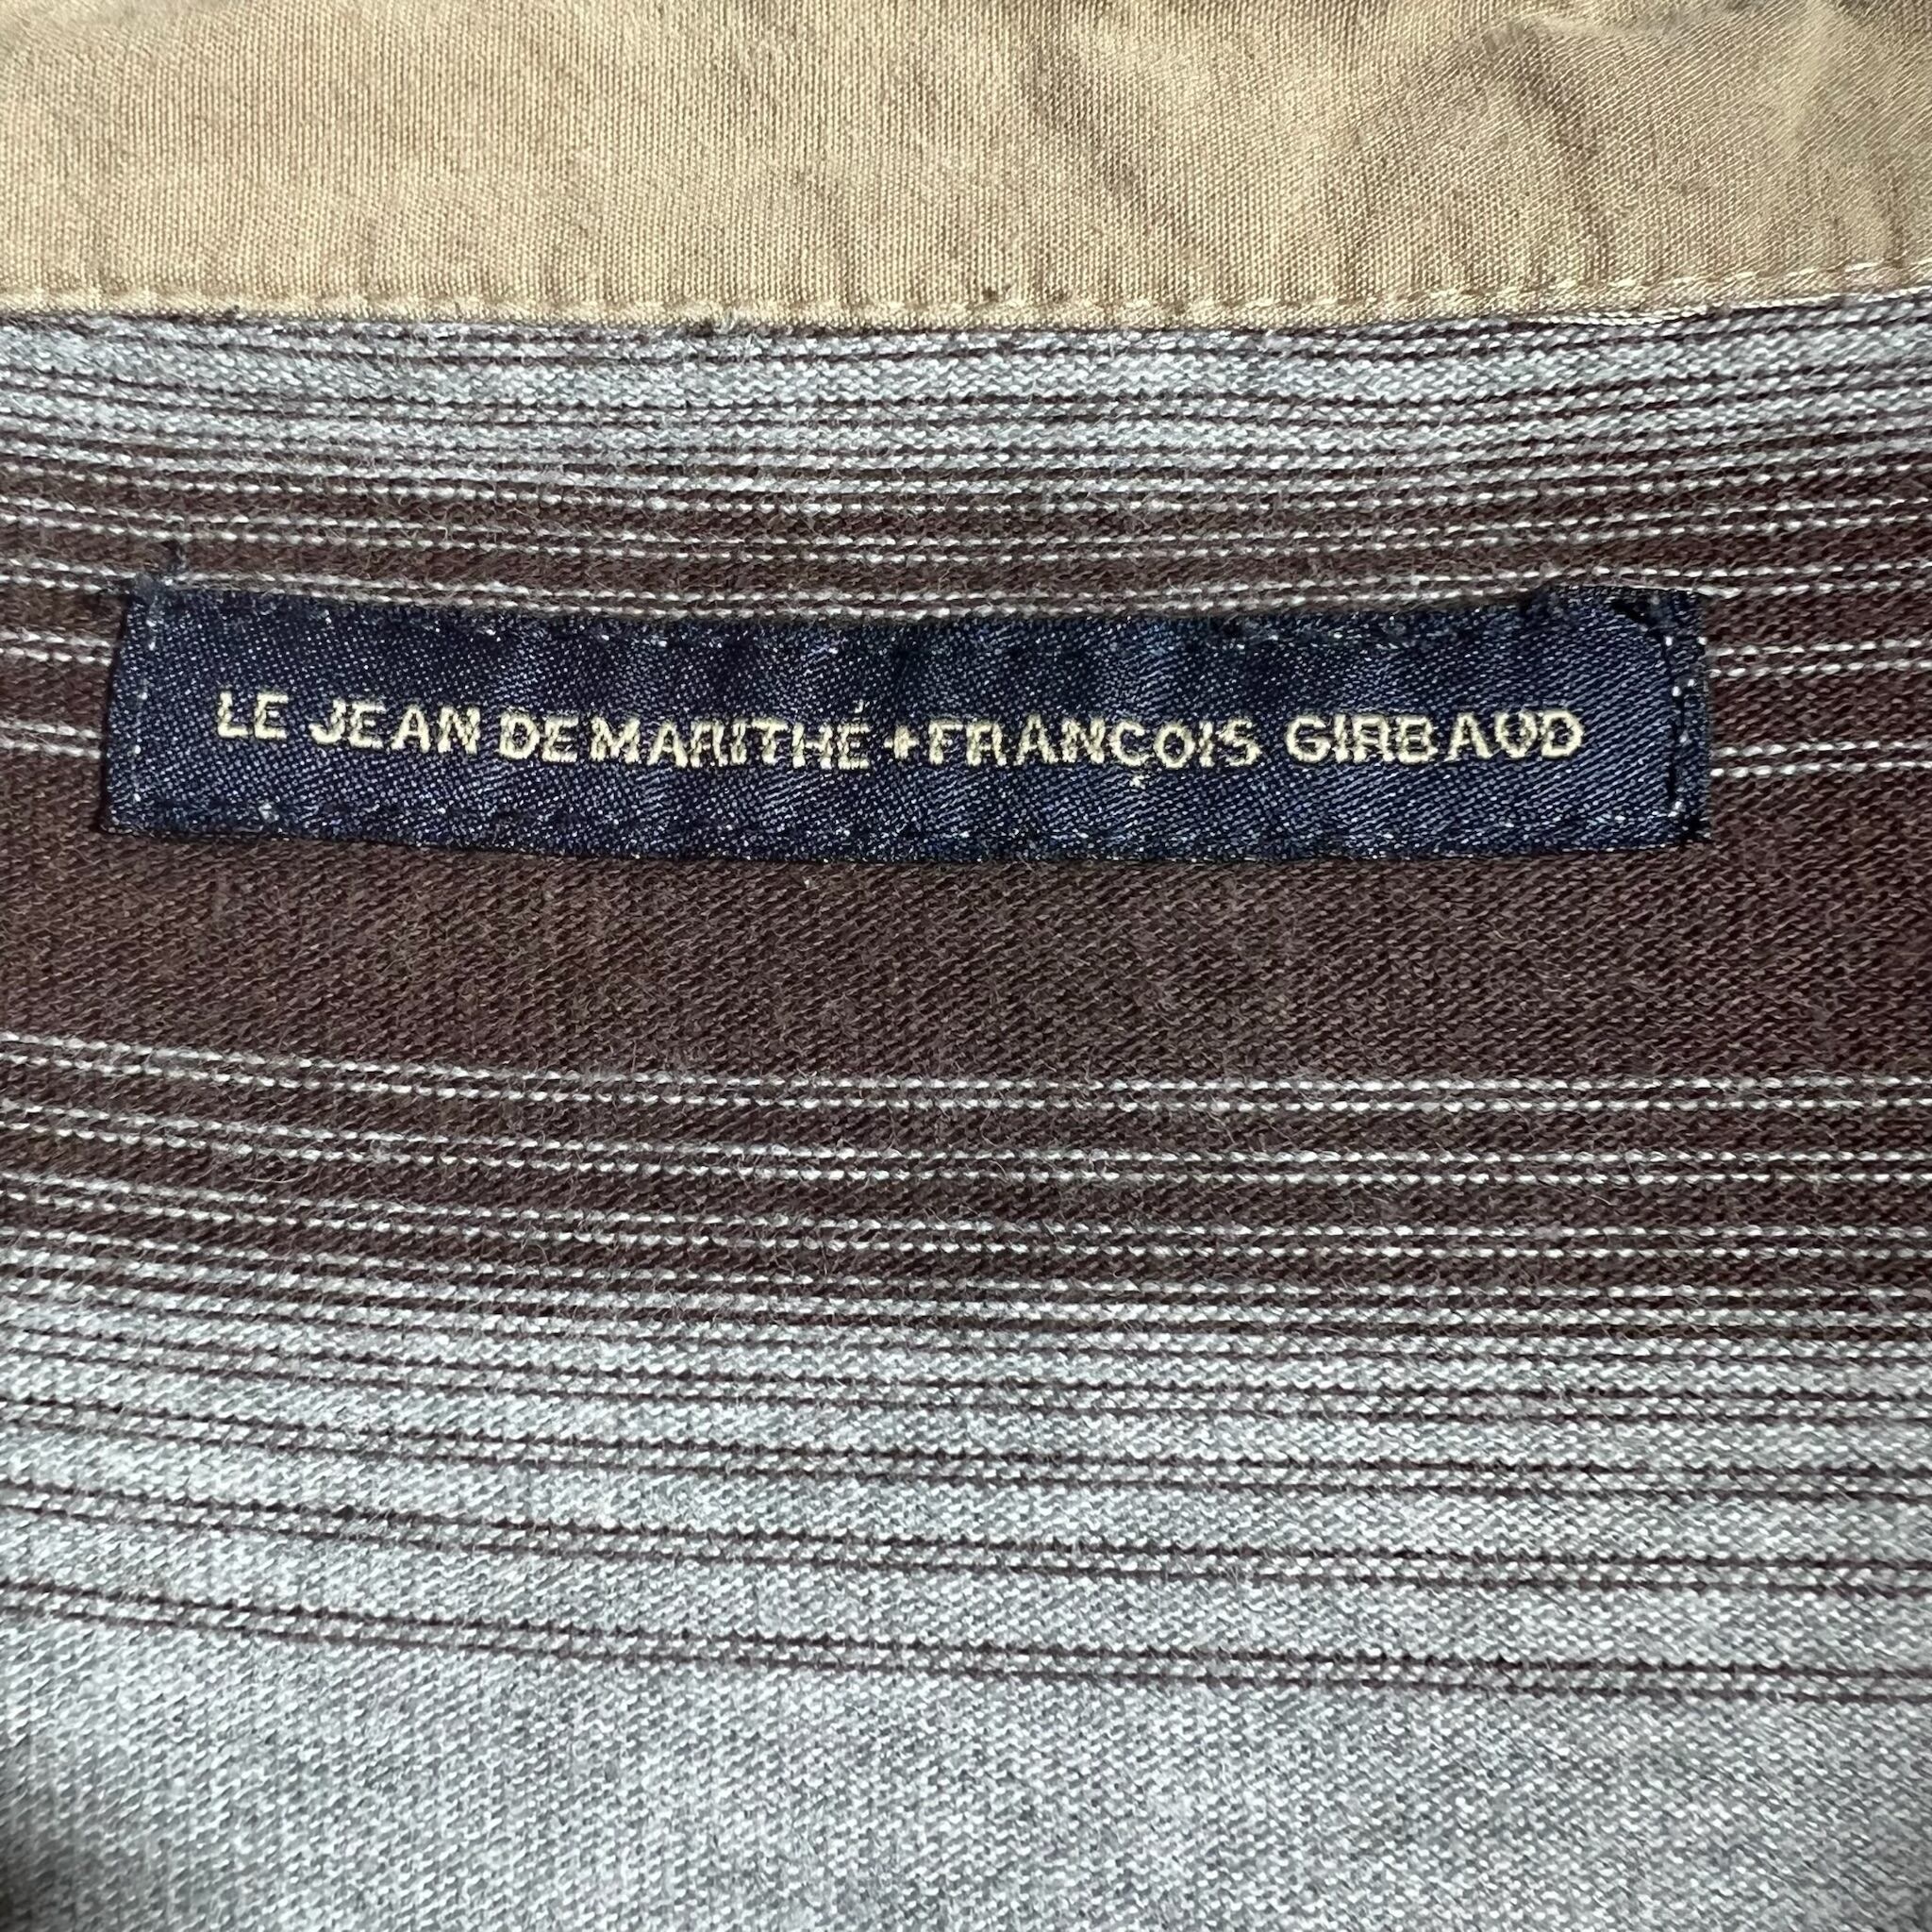 LE JEAN DE MARITHÉ + FRANÇOIS GIRBAUD